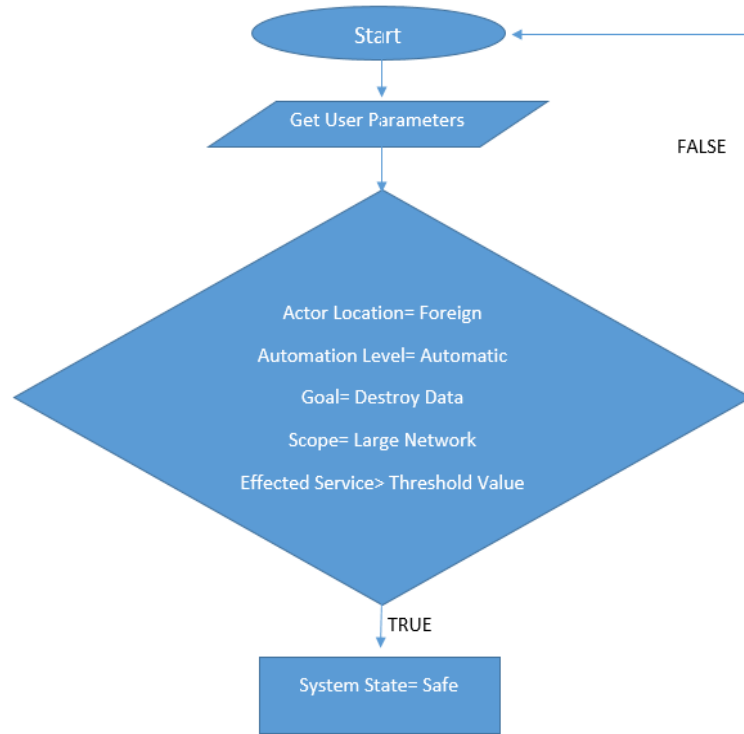 Start
Get User Parameters
FALSE
Actor Location= Foreign
Automation Level= Automatic
Goal= Destroy Data
Scope= Large Network
Effected Service> Threshold Value
TRUE
System State= Safe